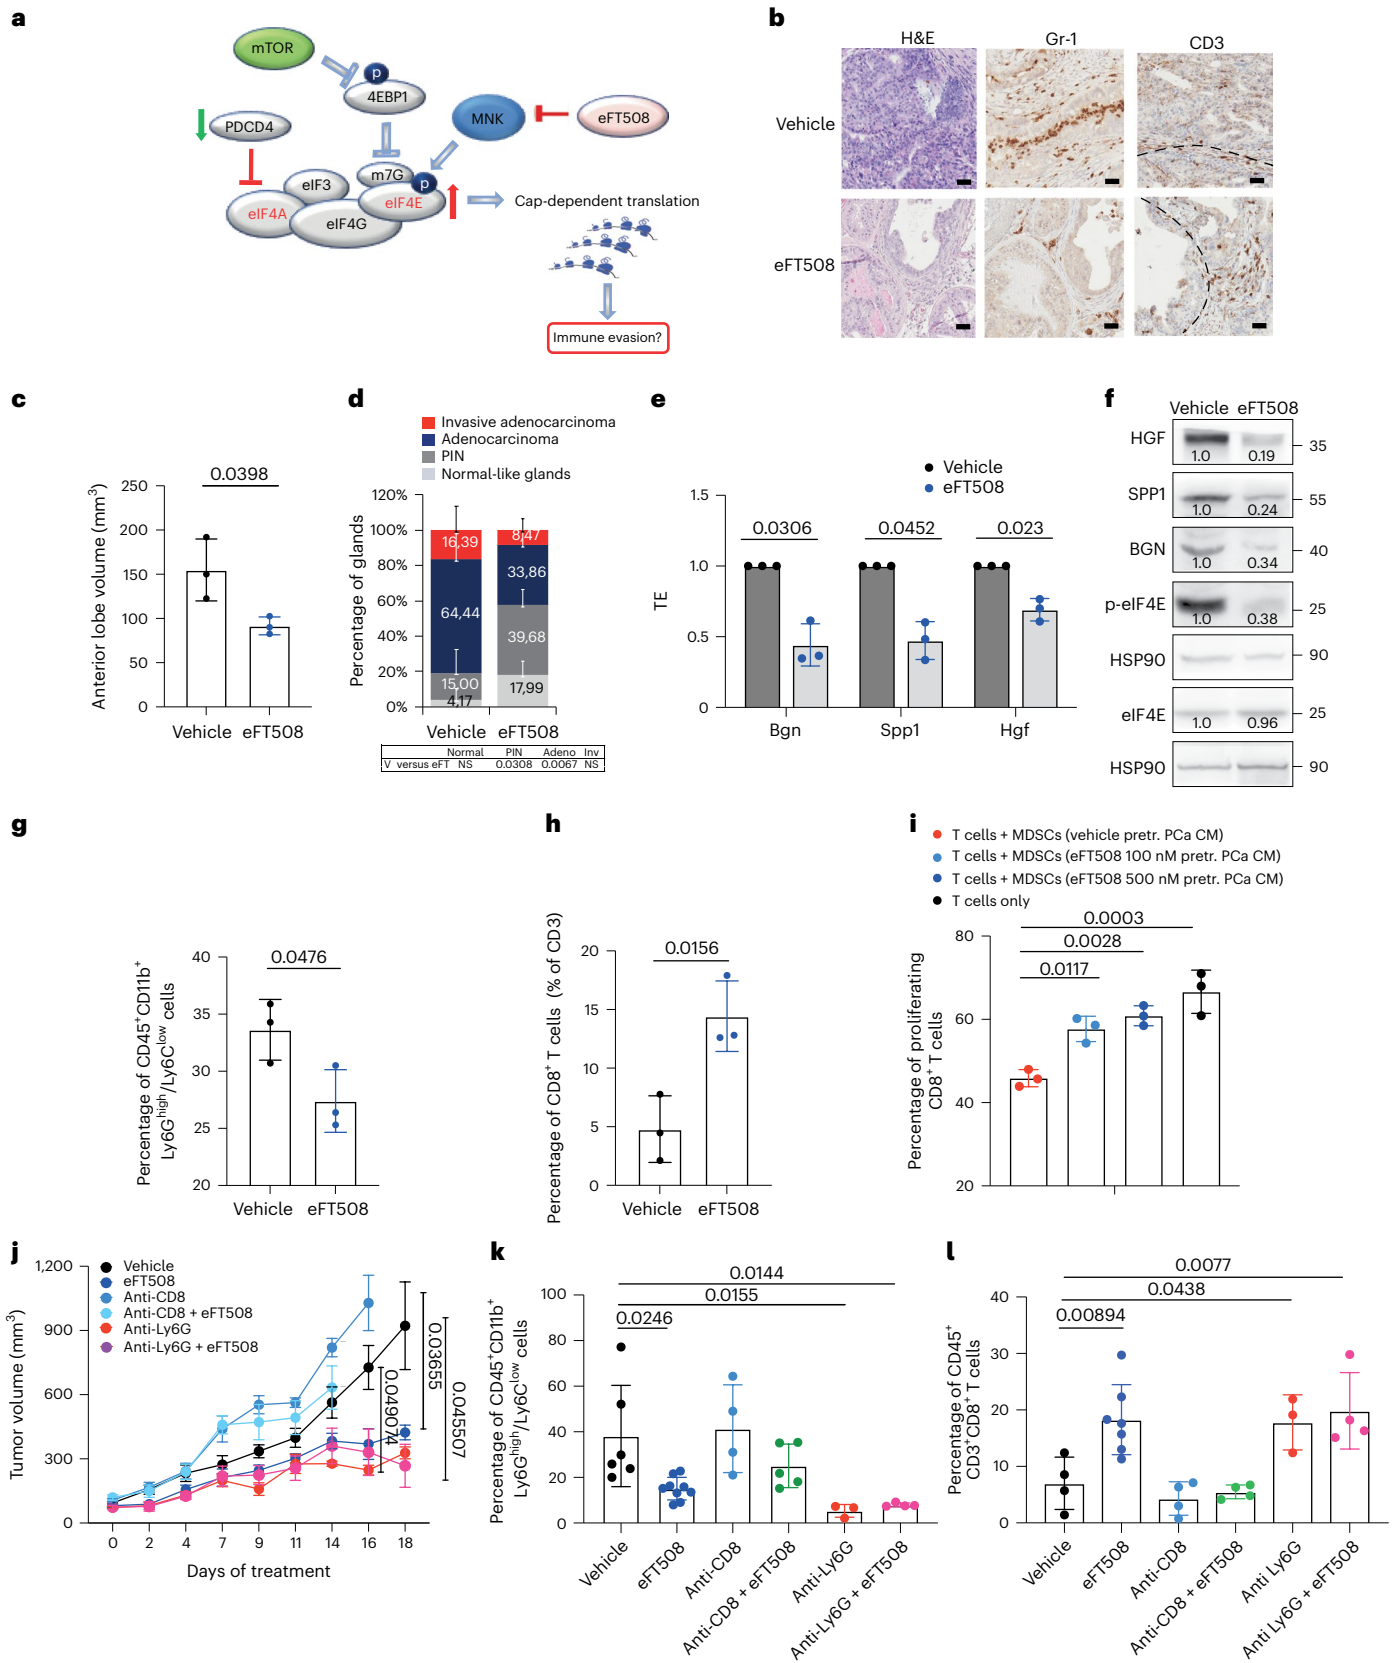 a
mTOR
p
4EBP1
PDCD4
MNK
eFT508
m7G
p
eIF3
eIF4A
eIF4G
eIF4E
Cap-dependent translation
Immune evasion?
b
H&E
Gr-1
CD3
Vehicle
eFT508
c
Anterior lobe volume (mm³)
250
200
150
100
50
0
0.0398
Vehicle
eFT508
d
Invasive adenocarcinoma
Adenocarcinoma
PIN
Normal-like glands
Percentage of glands
120%
100%
80%
60%
40%
20%
0%
16,39
64,44
15,00
4,17
8,47
33,86
39,68
17,99
Vehicle
eFT508
Normal PIN Adeno Inv
V versus eFT NS 0.0308 0.0067 NS
e
Vehicle
eFT508
TE
1.5
1.0
0.5
0
0.0306
0.0452
0.023
Bgn
Spp1
Hgf
f
Vehicle eFT508
HGF 1.0 0.19 35
SPP1 1.0 0.24 55
BGN 1.0 0.34 40
p-eIF4E 1.0 0.38 25
HSP90 90
eIF4E 1.0 0.96 25
HSP90 90
g
Percentage of CD45⁺CD11b⁺
Ly6Gʰⁱᵍʰ/Ly6Cˡᵒʷ cells
40
35
30
25
20
0.0476
Vehicle
eFT508
h
Percentage of CD8⁺ T cells (% of CD3)
20
15
10
5
0
0.0156
Vehicle
eFT508
i
T cells + MDSCs (vehicle pretr. PCa CM)
T cells + MDSCs (eFT508 100 nM pretr. PCa CM)
T cells + MDSCs (eFT508 500 nM pretr. PCa CM)
T cells only
Percentage of proliferating
CD8⁺ T cells
80
60
40
20
0.0003
0.0028
0.0117
j
Vehicle
eFT508
Anti-CD8
Anti-CD8 + eFT508
Anti-Ly6G
Anti-Ly6G + eFT508
Tumor volume (mm³)
1,200
900
600
300
0
0 2 4 7 9 11 14 16 18
Days of treatment
0.049074
0.03655
0.045507
k
Percentage of CD45⁺CD11b⁺
Ly6Gʰⁱᵍʰ/Ly6Cˡᵒʷ cells
100
80
60
40
20
0
0.0144
0.0155
0.0246
Vehicle
eFT508
Anti-CD8
Anti-CD8 + eFT508
Anti-Ly6G
Anti-Ly6G + eFT508
l
Percentage of CD45⁺
CD3⁺CD8⁺ T cells
40
30
20
10
0
0.0077
0.0438
0.00894
Vehicle
eFT508
Anti-CD8
Anti-CD8 + eFT508
Anti Ly6G
Anti Ly6G + eFT508